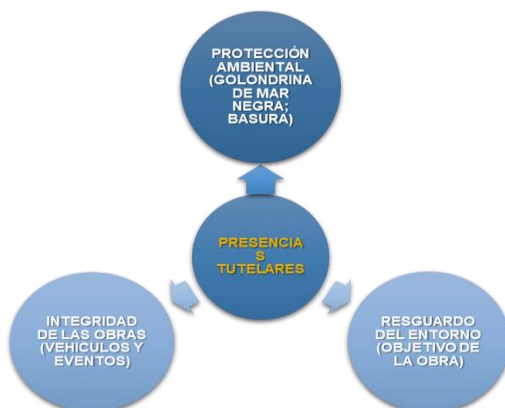 PROTECCIÓN
AMBIENTAL
(GOLONDRINA
DE MAR
NEGRA;
BASURA)
PRESENCIA
S
TUTELARES
INTEGRIDAD
DE LAS OBRAS
(VEHICULOS Y
EVENTOS)
RESGUARDO
DEL ENTORNO
(OBJETIVO DE
LA OBRA)